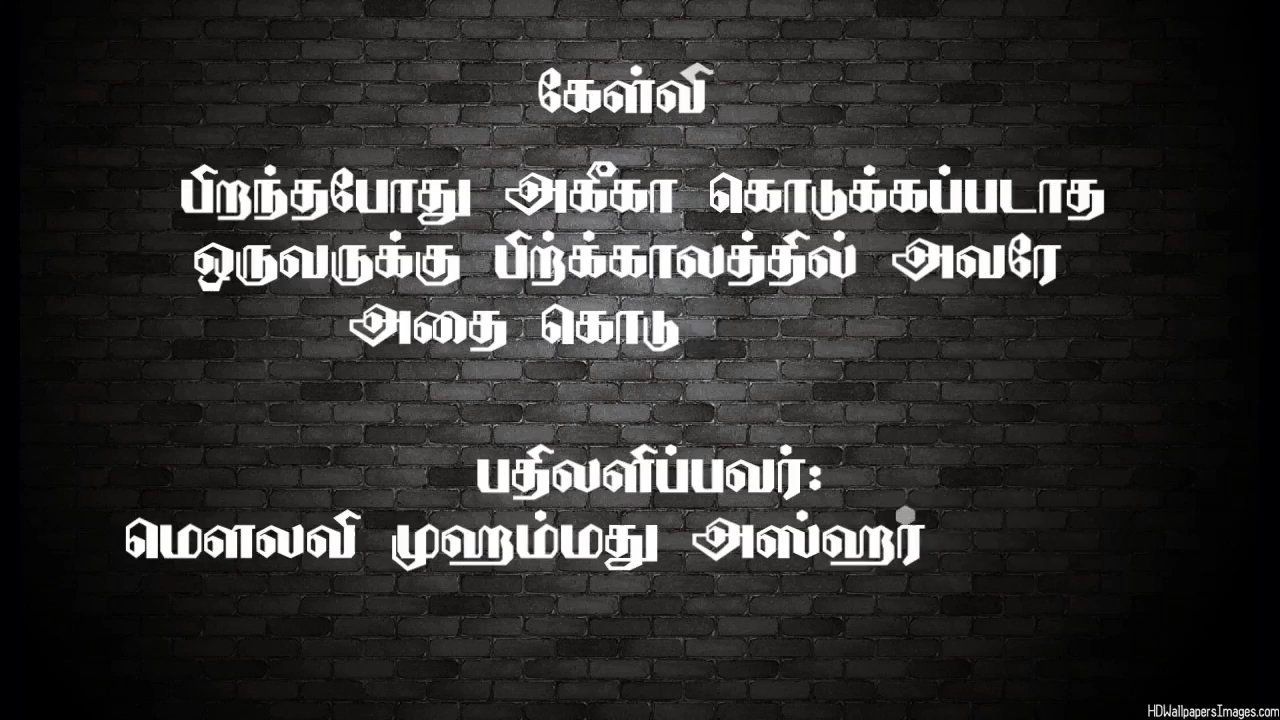 கேள்வி
பிறந்தபோது அகீகா கொடுக்கப்படாத
ஒருவருக்கு பிற்க்காலத்தில் அவரே
அதை கொடு
பதிலளிப்பவர்:
மௌலவி முஹம்மது அஸ்ஹர்
HDWallpapersImages.com